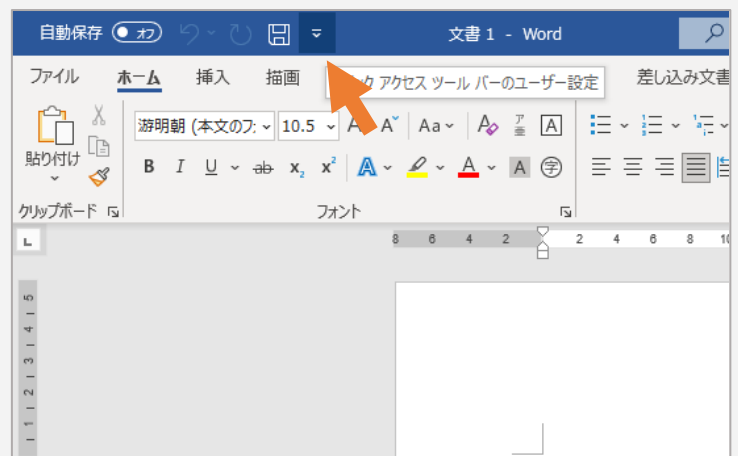 自動保存 オフ 文書 1 - Word
ファイル ホーム 挿入 描画 アクセス ツール バーのユーザー設定 差し込み文書
貼り付け 游明朝 (本文のフ: 10.5 A A Aa A ア亜 A
B I U ab x₂ x² A A A 字
クリップボード フォント
L 8 6 4 2 2 4 6 8 10
5
4
3
2
1